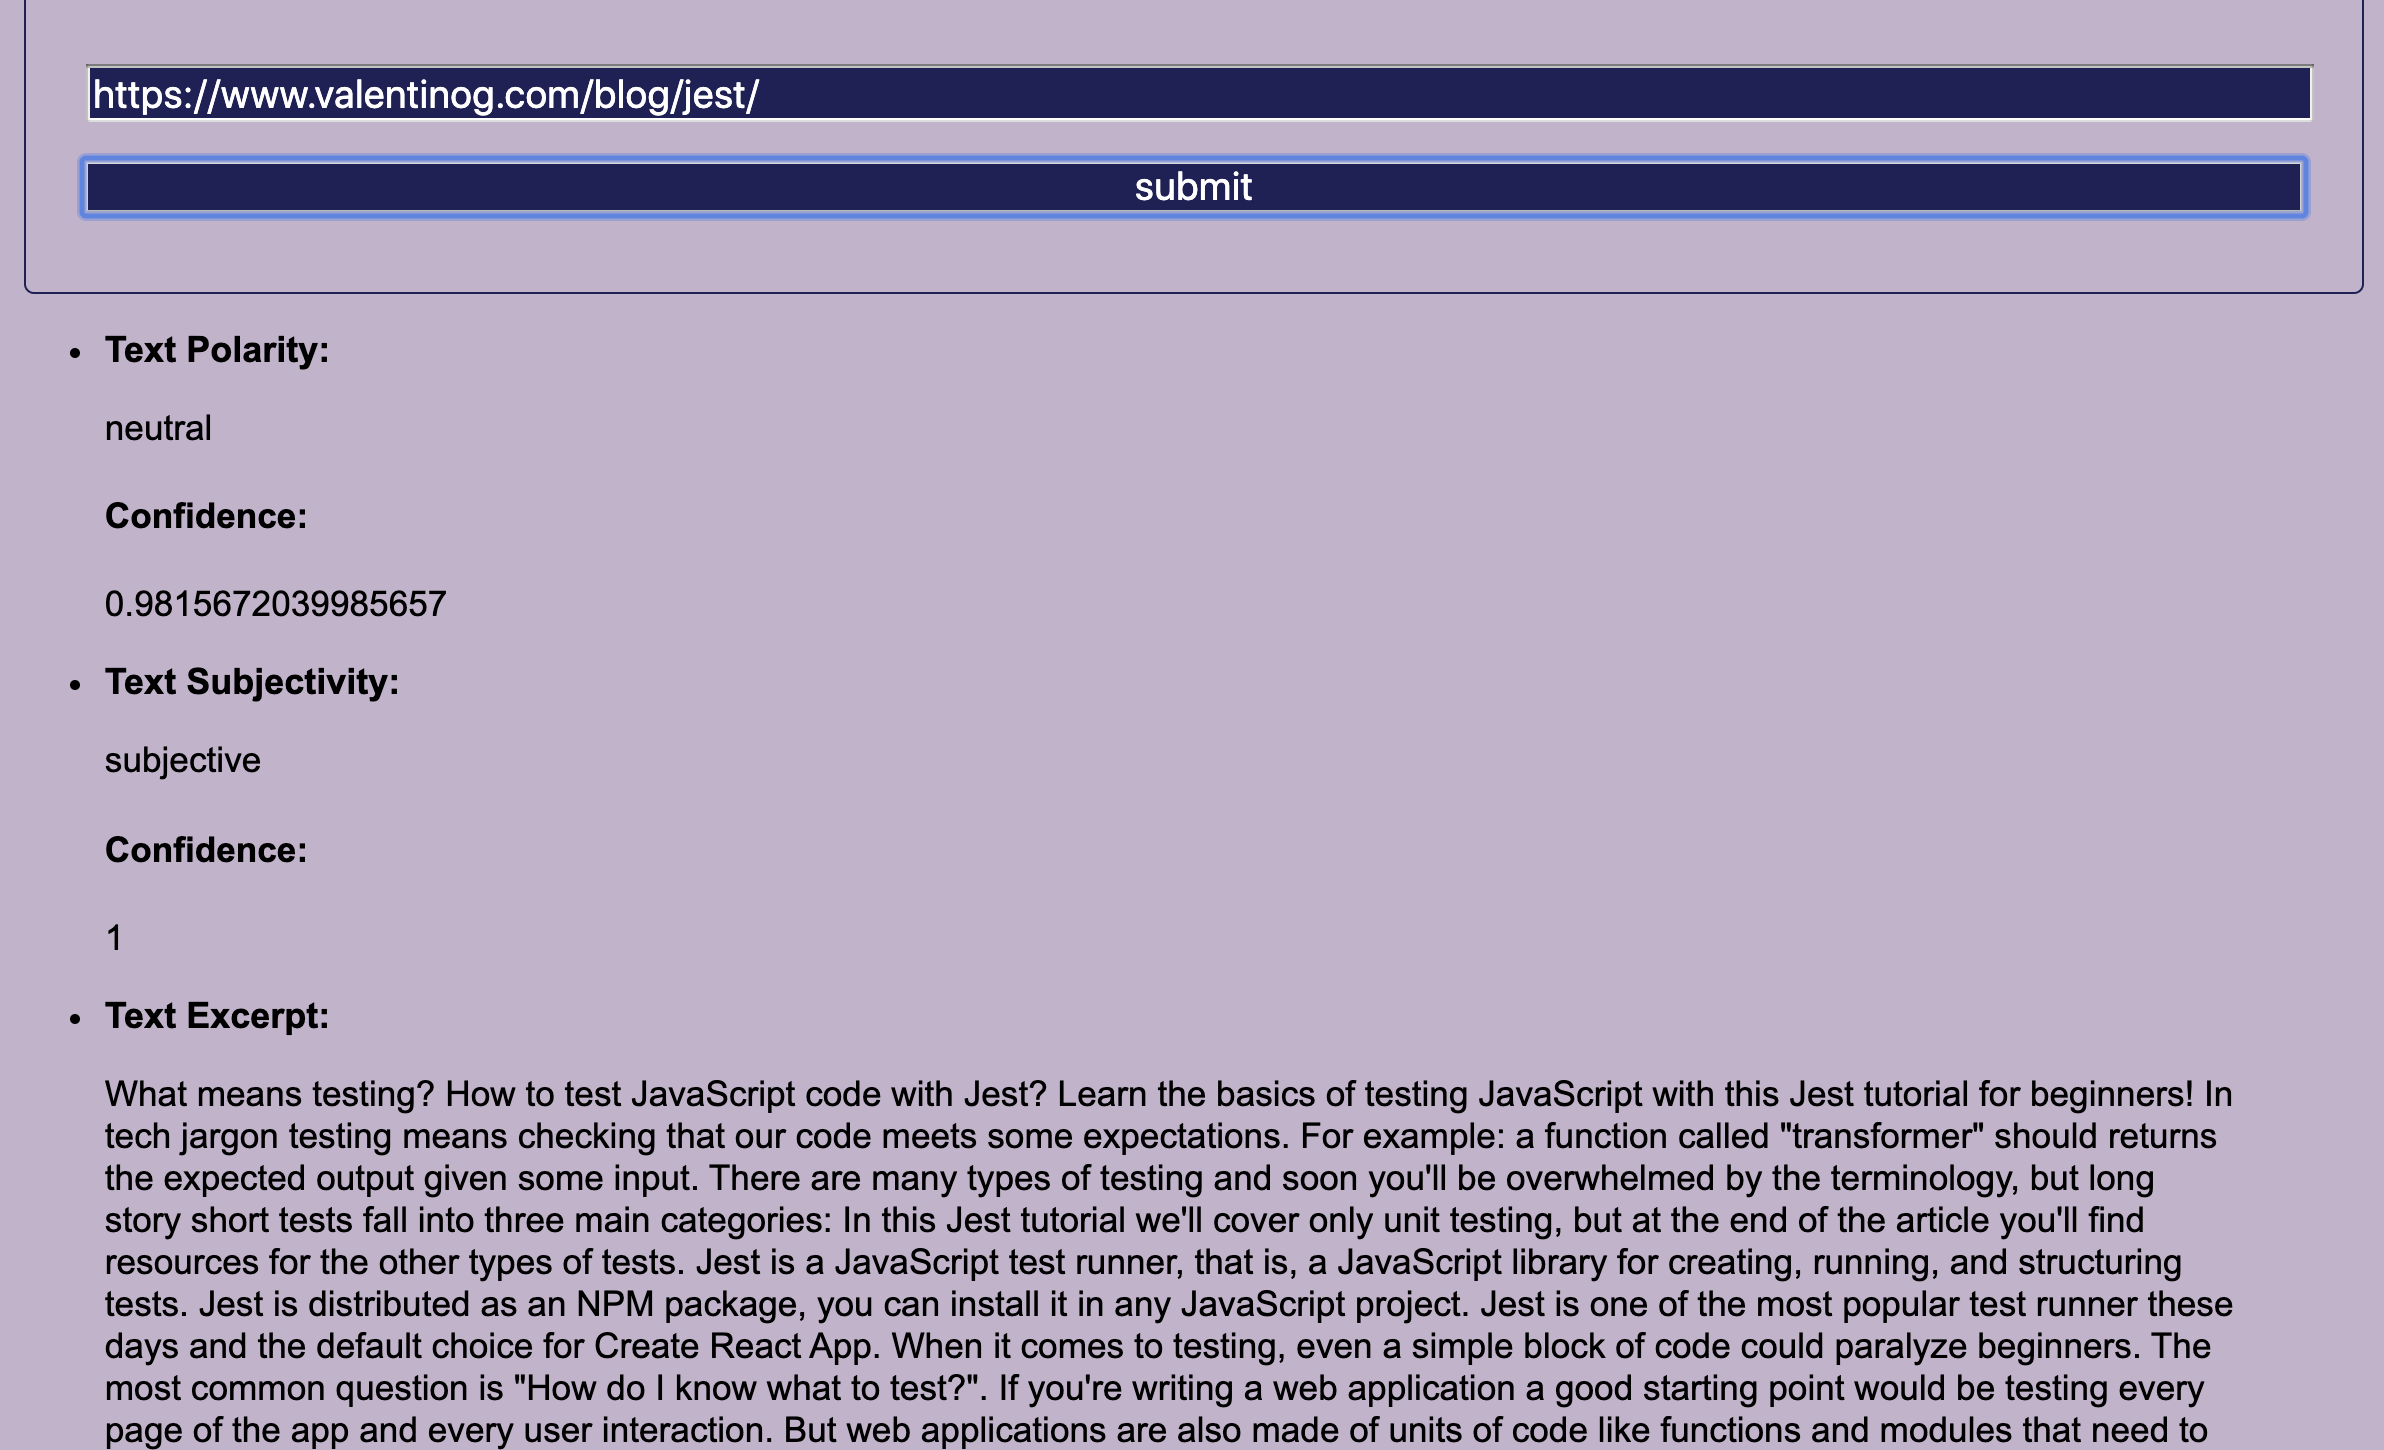 https://www.valentinog.com/blog/jest/
submit
Text Polarity:
neutral
Confidence:
0.9815672039985657
Text Subjectivity:
subjective
Confidence:
1
Text Excerpt:
What means testing? How to test JavaScript code with Jest? Learn the basics of testing JavaScript with this Jest tutorial for beginners! In
tech jargon testing means checking that our code meets some expectations. For example: a function called "transformer" should returns
the expected output given some input. There are many types of testing and soon you'll be overwhelmed by the terminology, but long
story short tests fall into three main categories: In this Jest tutorial we'll cover only unit testing, but at the end of the article you'll find
resources for the other types of tests. Jest is a JavaScript test runner, that is, a JavaScript library for creating, running, and structuring
tests. Jest is distributed as an NPM package, you can install it in any JavaScript project. Jest is one of the most popular test runner these
days and the default choice for Create React App. When it comes to testing, even a simple block of code could paralyze beginners. The
most common question is "How do I know what to test?". If you're writing a web application a good starting point would be testing every
page of the app and every user interaction. But web applications are also made of units of code like functions and modules that need to